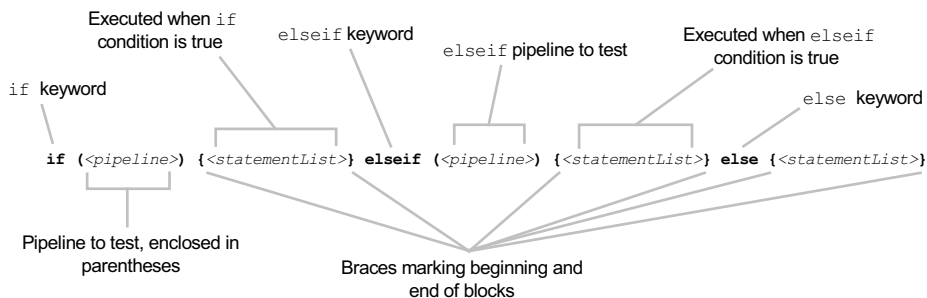 Executed when if
condition is true
elseif keyword
elseif pipeline to test
Executed when elseif
condition is true
if keyword
else keyword
if (<pipeline>) {<statementList>} elseif (<pipeline>) {<statementList>} else {<statementList>}
Pipeline to test, enclosed in
parentheses
Braces marking beginning and
end of blocks